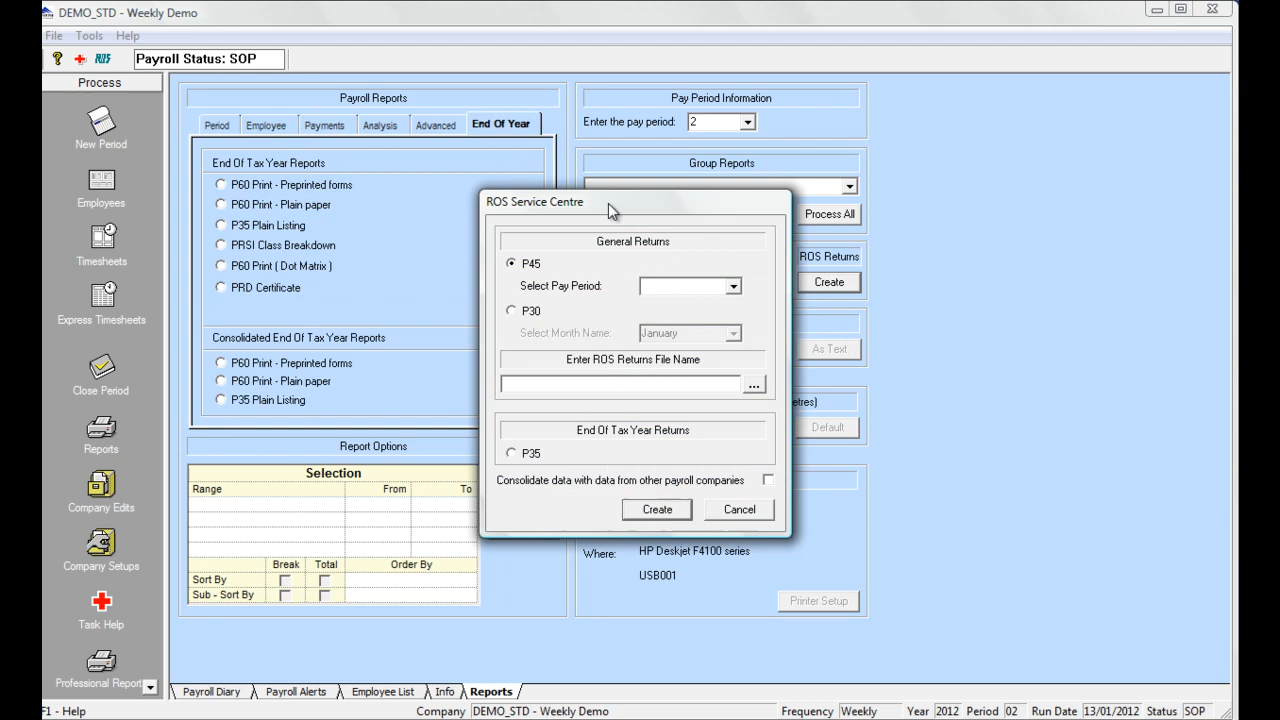 DEMO_STD - Weekly Demo
File Tools Help
ROS Payroll Status: SOP
Process
New Period
Employees
Timesheets
Express Timesheets
Close Period
Reports
Company Edits
Company Setups
Task Help
Professional Report
Payroll Reports
Period Employee Payments Analysis Advanced End Of Year
End Of Tax Year Reports
P60 Print - Preprinted forms
P60 Print - Plain paper
P35 Plain Listing
PRSI Class Breakdown
P60 Print ( Dot Matrix )
PRD Certificate
Consolidated End Of Tax Year Reports
P60 Print - Preprinted forms
P60 Print - Plain paper
P35 Plain Listing
Report Options
Selection
Range From To
Break Total Order By
Sort By
Sub - Sort By
Pay Period Information
Enter the pay period: 2
Group Reports
Process All
ROS Returns
Create
As Text
etres)
Default
Where: HP Deskjet F4100 series
USB001
Printer Setup
ROS Service Centre
General Returns
P45
Select Pay Period:
P30
Select Month Name: January
Enter ROS Returns File Name
...
End Of Tax Year Returns
P35
Consolidate data with data from other payroll companies
Create Cancel
Payroll Diary Payroll Alerts Employee List Info Reports
F1 - Help Company DEMO_STD - Weekly Demo Frequency Weekly Year 2012 Period 02 Run Date 13/01/2012 Status SOP